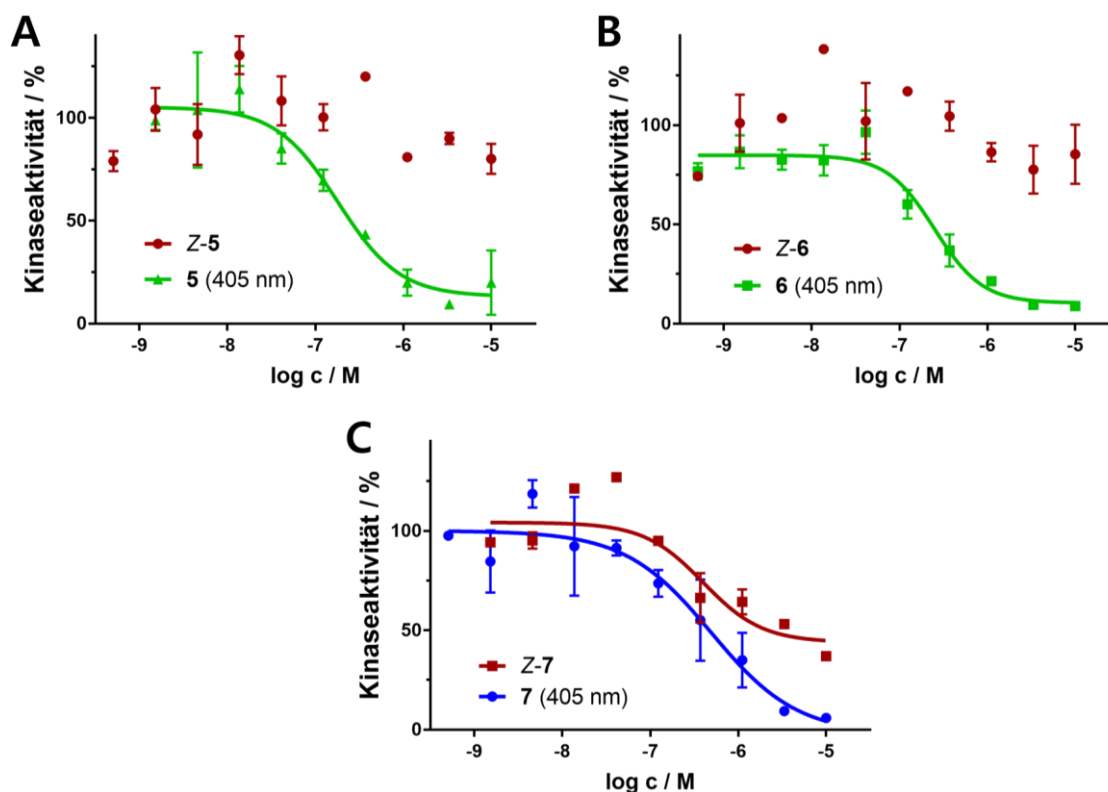 A
Kinaseaktivität / %
100
50
0
Z-5
5 (405 nm)
-9 -8 -7 -6 -5
log c / M
B
Kinaseaktivität / %
100
50
0
Z-6
6 (405 nm)
-9 -8 -7 -6 -5
log c / M
C
Kinaseaktivität / %
100
50
0
Z-7
7 (405 nm)
-9 -8 -7 -6 -5
log c / M